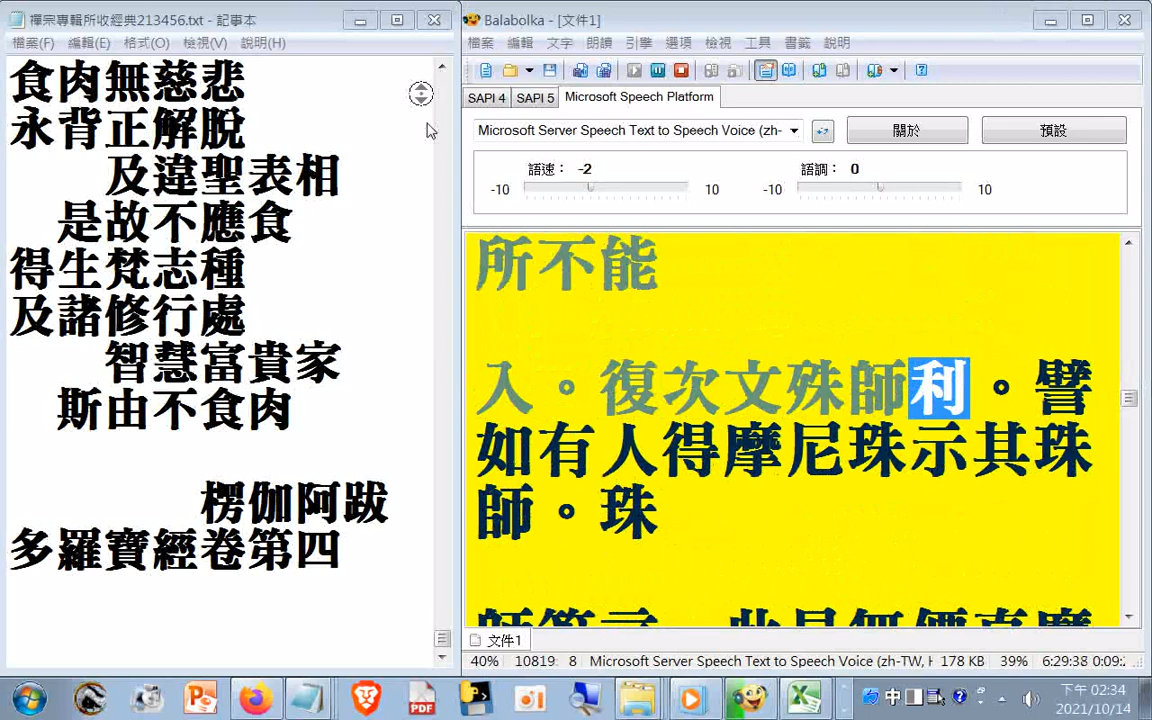 禪宗專輯所收經典213456.txt - 記事本
檔案(F) 編輯(E) 格式(O) 檢視(V) 說明(H)
食肉無慈悲
永背正解脫
及違聖表相
是故不應食
得生梵志種
及諸修行處
智慧富貴家
斯由不食肉
楞伽阿跋
多羅寶經卷第四
Balabolka - [文件1]
檔案 編輯 文字 朗讀 引擎 選項 檢視 工具 書籤 說明
SAPI 4 SAPI 5 Microsoft Speech Platform
Microsoft Server Speech Text to Speech Voice (zh- 關於 預設
語速： -2 語調： 0
-10 10 -10 10
所不能
入。復次文殊師利。譬
如有人得摩尼珠示其珠
師。珠
文件1
40% 10819: 8 Microsoft Server Speech Text to Speech Voice (zh-TW, 178 KB 39% 6:29:38
PDF
中
下午 02:34
2021/10/14